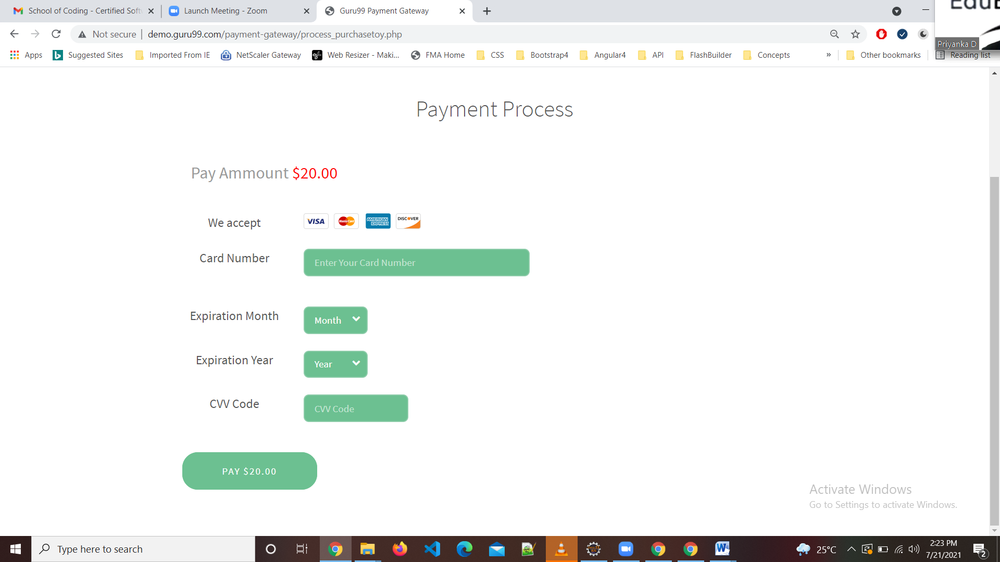 School of Coding - Certified Soft
Launch Meeting - Zoom
Guru99 Payment Gateway
Not secure
demo.guru99.com/payment-gateway/process_purchasetoy.php
Priyanka D
Apps
Suggested Sites
Imported From IE
NetScaler Gateway
Web Resizer - Maki...
FMA Home
CSS
Bootstrap4
Angular4
API
FlashBuilder
Concepts
»
Other bookmarks
Reading list
Payment Process
Pay Ammount $20.00
We accept
VISA
MasterCard
AMERICAN EXPRESS
DISCOVER
Card Number
Enter Your Card Number
Expiration Month
Month
Expiration Year
Year
CVV Code
CVV Code
PAY $20.00
Activate Windows
Go to Settings to activate Windows.
Type here to search
25°C
2:23 PM
7/21/2021
2